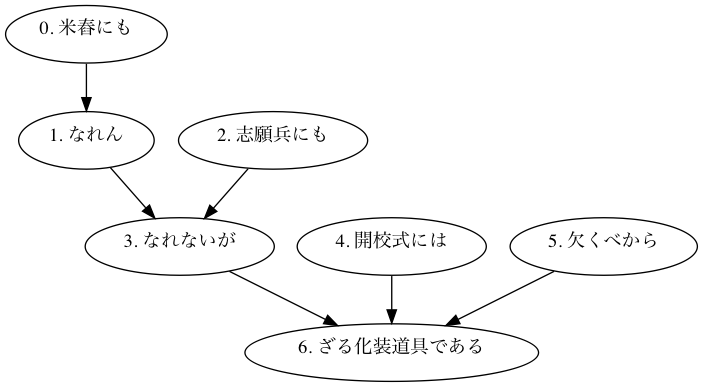 0. 米舂にも
1. なれん
2. 志願兵にも
3. なれないが
4. 開校式には
5. 欠くべから
6. ざる化装道具である